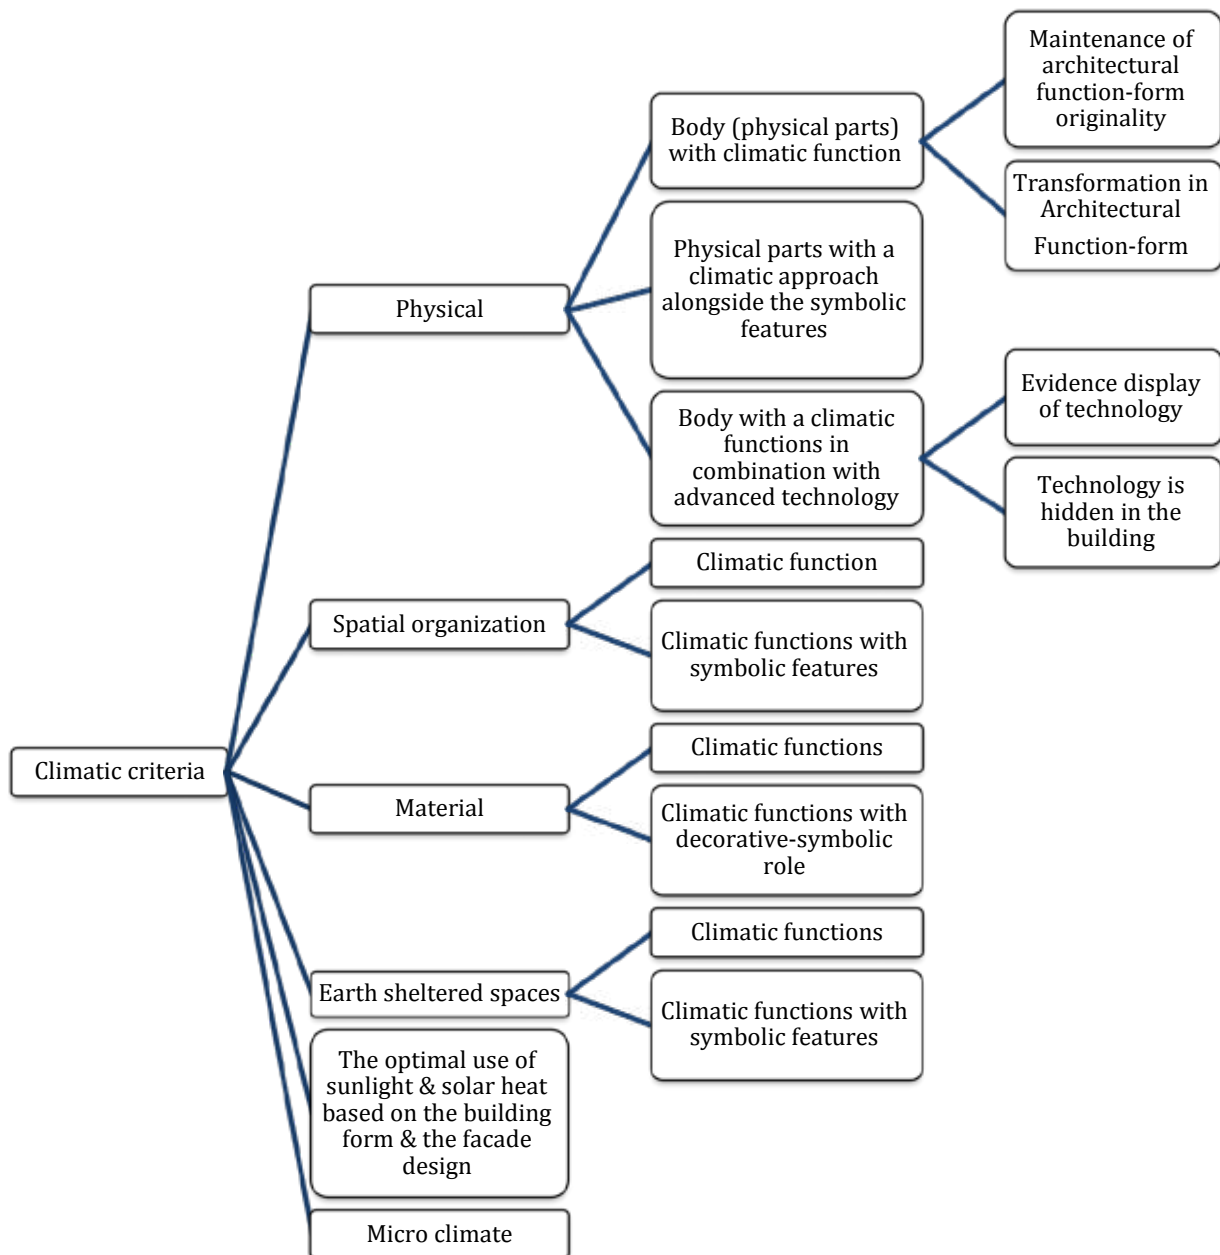 Climatic criteria
Physical
Body (physical parts)
with climatic function
Maintenance of
architectural
function-form
originality
Transformation in
Architectural
Function-form
Physical parts with a
climatic approach
alongside the symbolic
features
Body with a climatic
functions in
combination with
advanced technology
Evidence display
of technology
Technology is
hidden in the
building
Spatial organization
Climatic function
Climatic functions with
symbolic features
Material
Climatic functions
Climatic functions with
decorative-symbolic
role
Earth sheltered spaces
Climatic functions
Climatic functions with
symbolic features
The optimal use of
sunlight & solar heat
based on the building
form & the facade
design
Micro climate